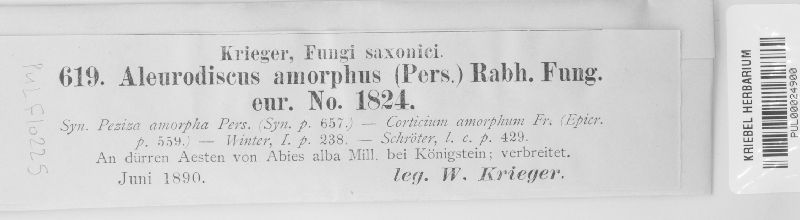 Krieger, Fungi saxonici.
619. Aleurodiscus amorphus (Pers.) Rabh. Fung.
eur. No. 1824.
Syn. Peziza amorpha Pers. (Syn. p. 657.) — Corticium amorphum Fr. (Epicr.
p. 559.) — Winter, I. p. 238. — Schröter, l. c. p. 429.
An dürren Aesten von Abies alba Mill. bei Königstein; verbreitet.
Juni 1890.
leg. W. Krieger.
PUL F10225
KRIEBEL HERBARIUM
PUL00024900